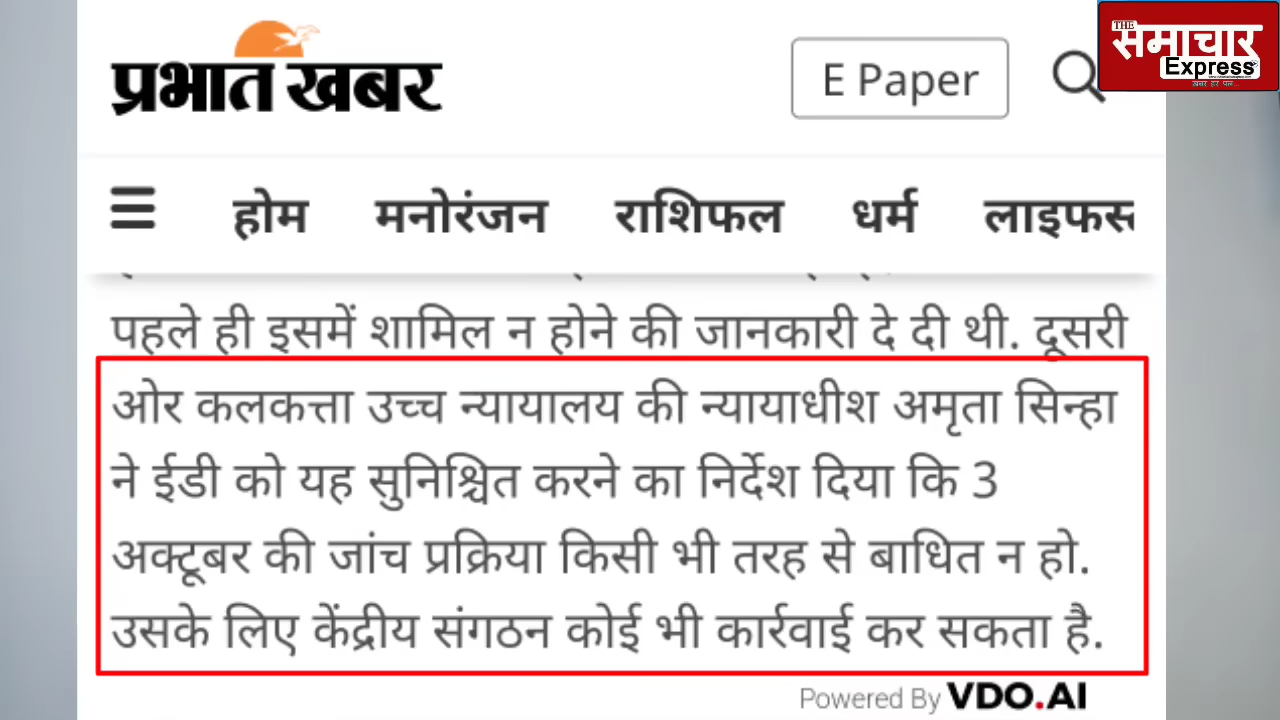 THE
समाचार
Express
प्रभात खबर
E Paper
होम मनोरंजन राशिफल धर्म लाइफस्
पहले ही इसमें शामिल न होने की जानकारी दे दी थी. दूसरी
ओर कलकत्ता उच्च न्यायालय की न्यायाधीश अमृता सिन्हा
ने ईडी को यह सुनिश्चित करने का निर्देश दिया कि 3
अक्टूबर की जांच प्रक्रिया किसी भी तरह से बाधित न हो.
उसके लिए केंद्रीय संगठन कोई भी कार्रवाई कर सकता है.
Powered By VDO.AI